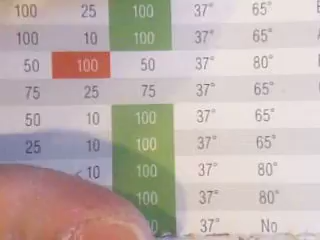 100 25 100 37° 65°
100 10 100 37° 65°
50 100 50 37° 80°
75 25 75 37° 65°
50 10 100 37° 65°
25 10 100 37° 65°
<10 100 37° 80°
100 37° 80°
37° No